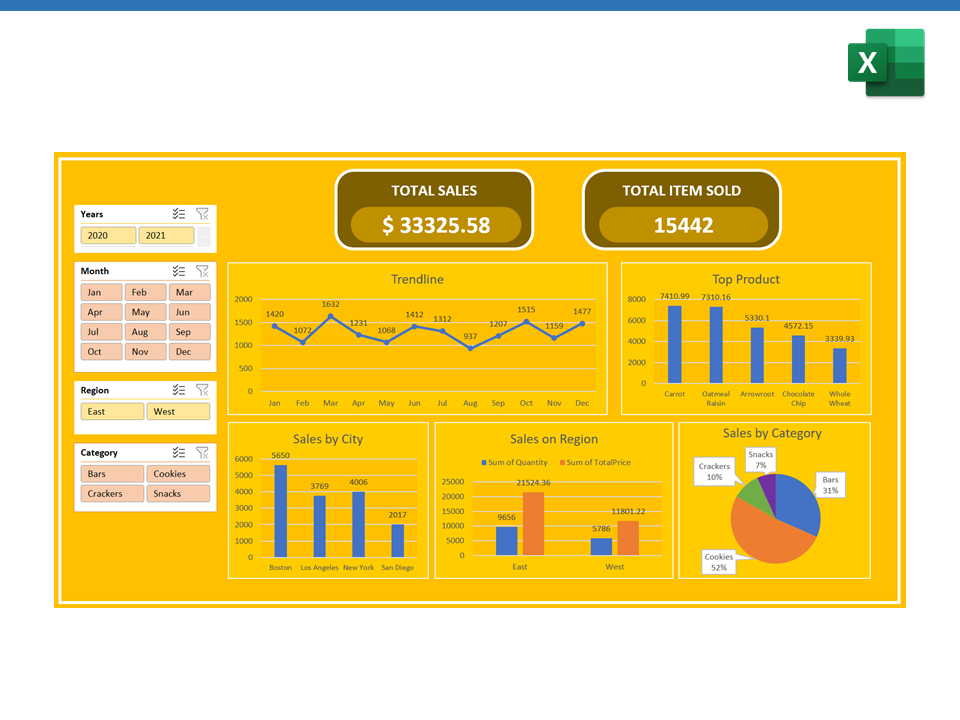 X
TOTAL SALES
$ 33325.58
TOTAL ITEM SOLD
15442
Years
2020 2021
Month
Jan Feb Mar
Apr May Jun
Jul Aug Sep
Oct Nov Dec
Region
East West
Category
Bars Cookies
Crackers Snacks
Trendline
2000
1500
1000
500
0
1420 1072 1632 1231 1068 1412 1312 937 1207 1515 1159 1477
Jan Feb Mar Apr May Jun Jul Aug Sep Oct Nov Dec
Top Product
8000
6000
4000
2000
0
7410.99 7310.16 5330.1 4572.15 3339.93
Carrot Oatmeal Arrowroot Chocolate Whole
Raisin Chip Wheat
Sales by City
6000
5000
4000
3000
2000
1000
0
5650 3769 4006 2017
Boston Los Angeles New York San Diego
Sales on Region
Sum of Quantity Sum of TotalPrice
25000
20000
15000
10000
5000
0
9656 21524.36 5786 11801.22
East West
Sales by Category
Snacks
7%
Crackers
10%
Bars
31%
Cookies
52%